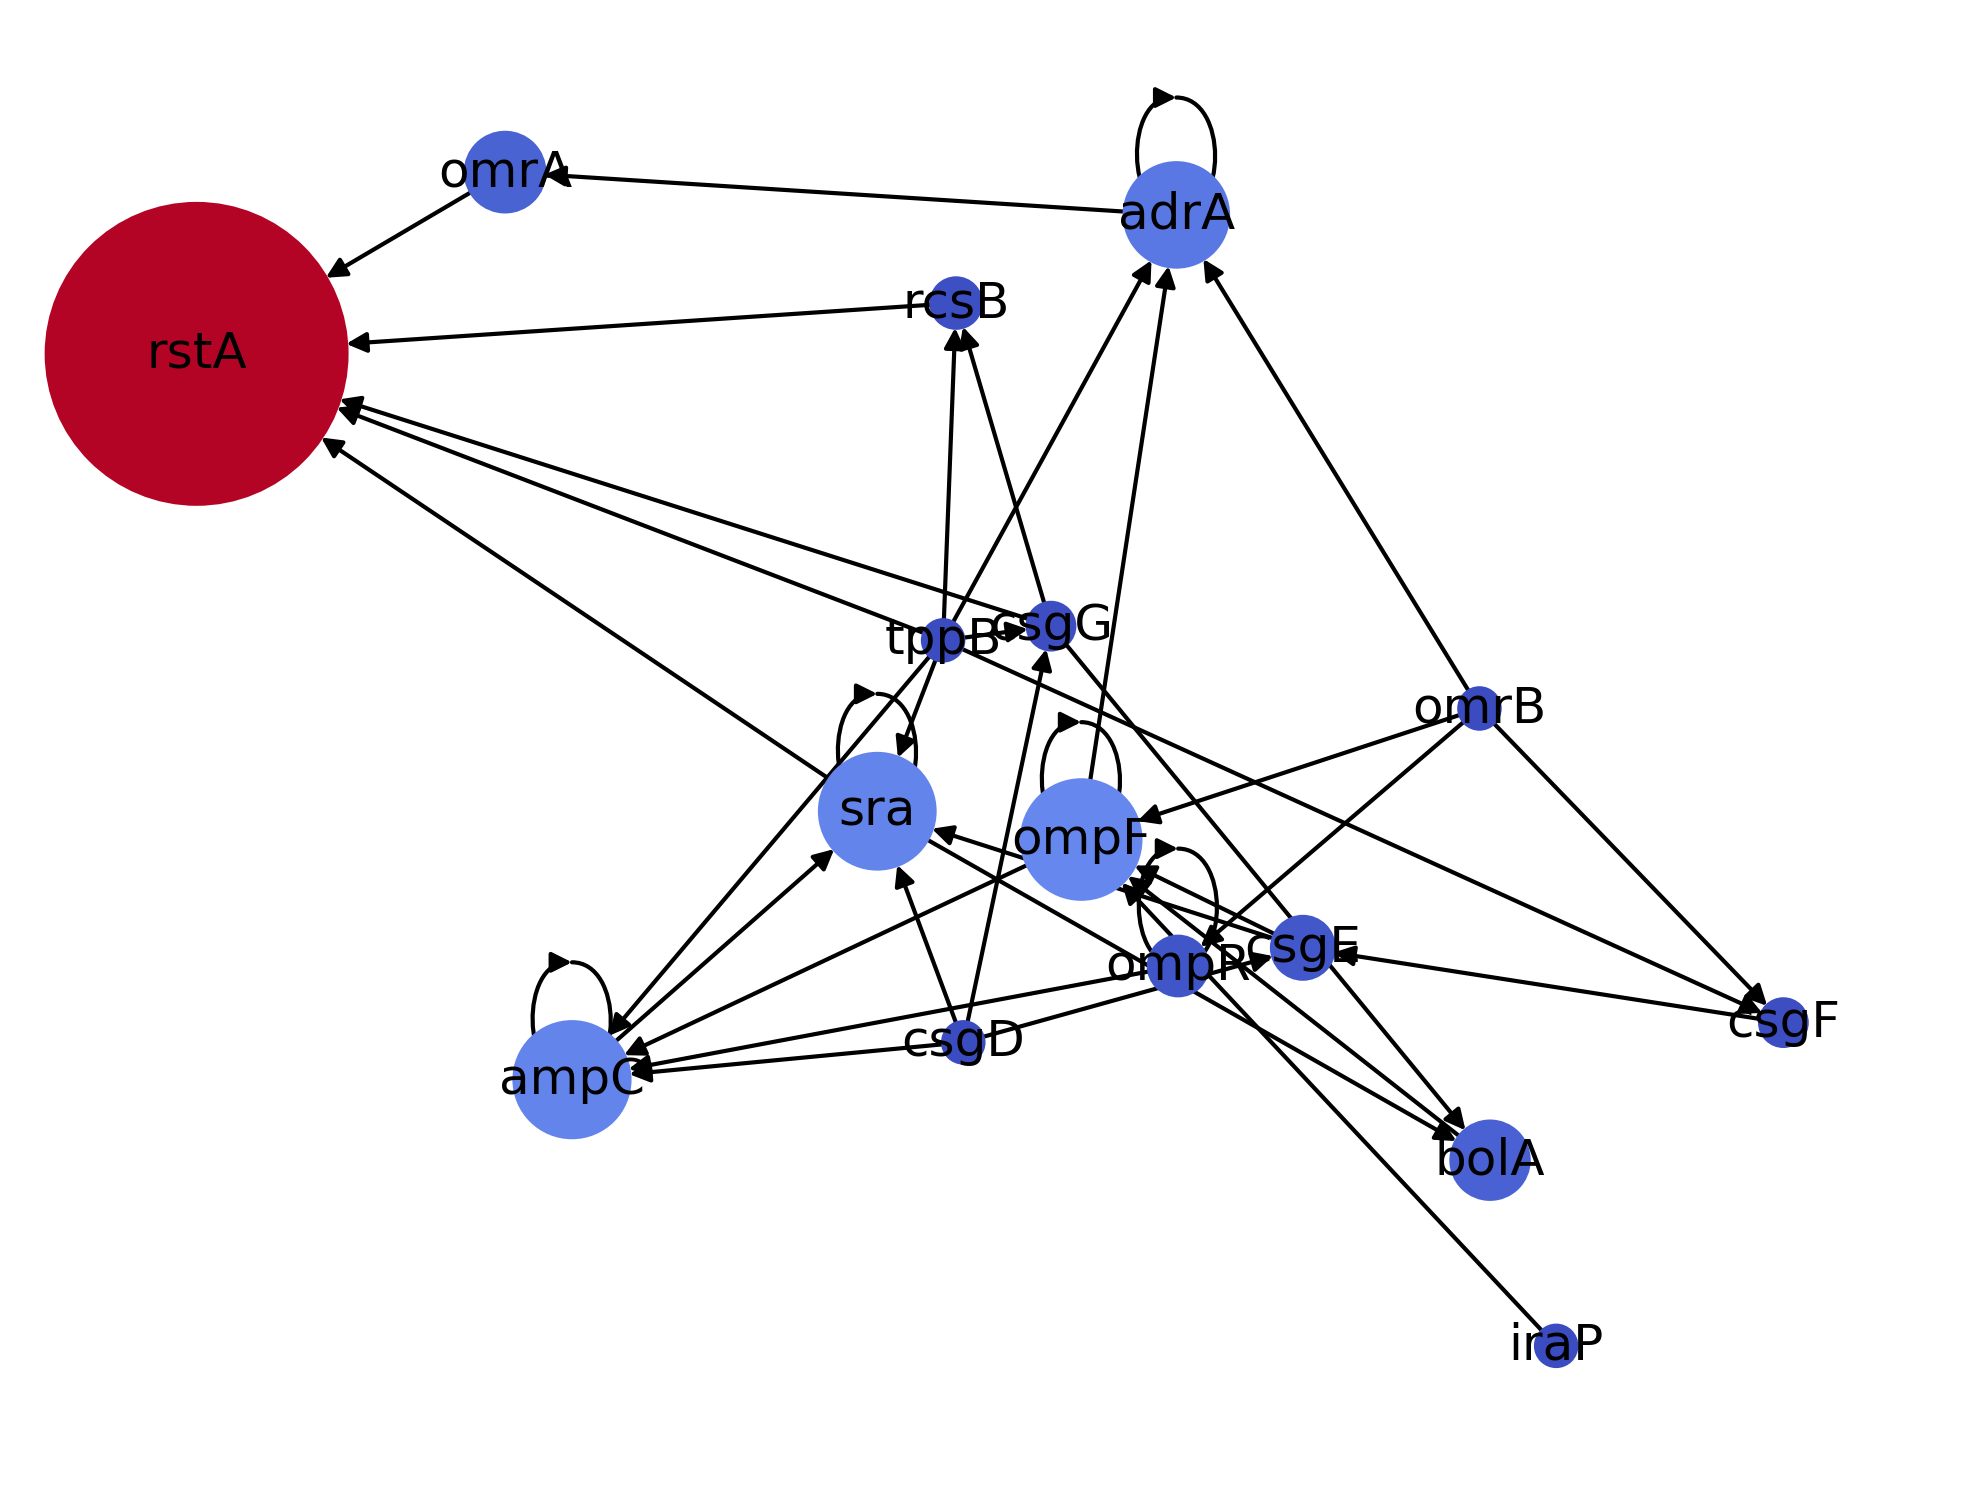 omrA
adrA
rcsB
rstA
tppB
csgG
omrB
sra
ompF
csgE
ompR
csgF
csgD
ampC
bolA
iraP